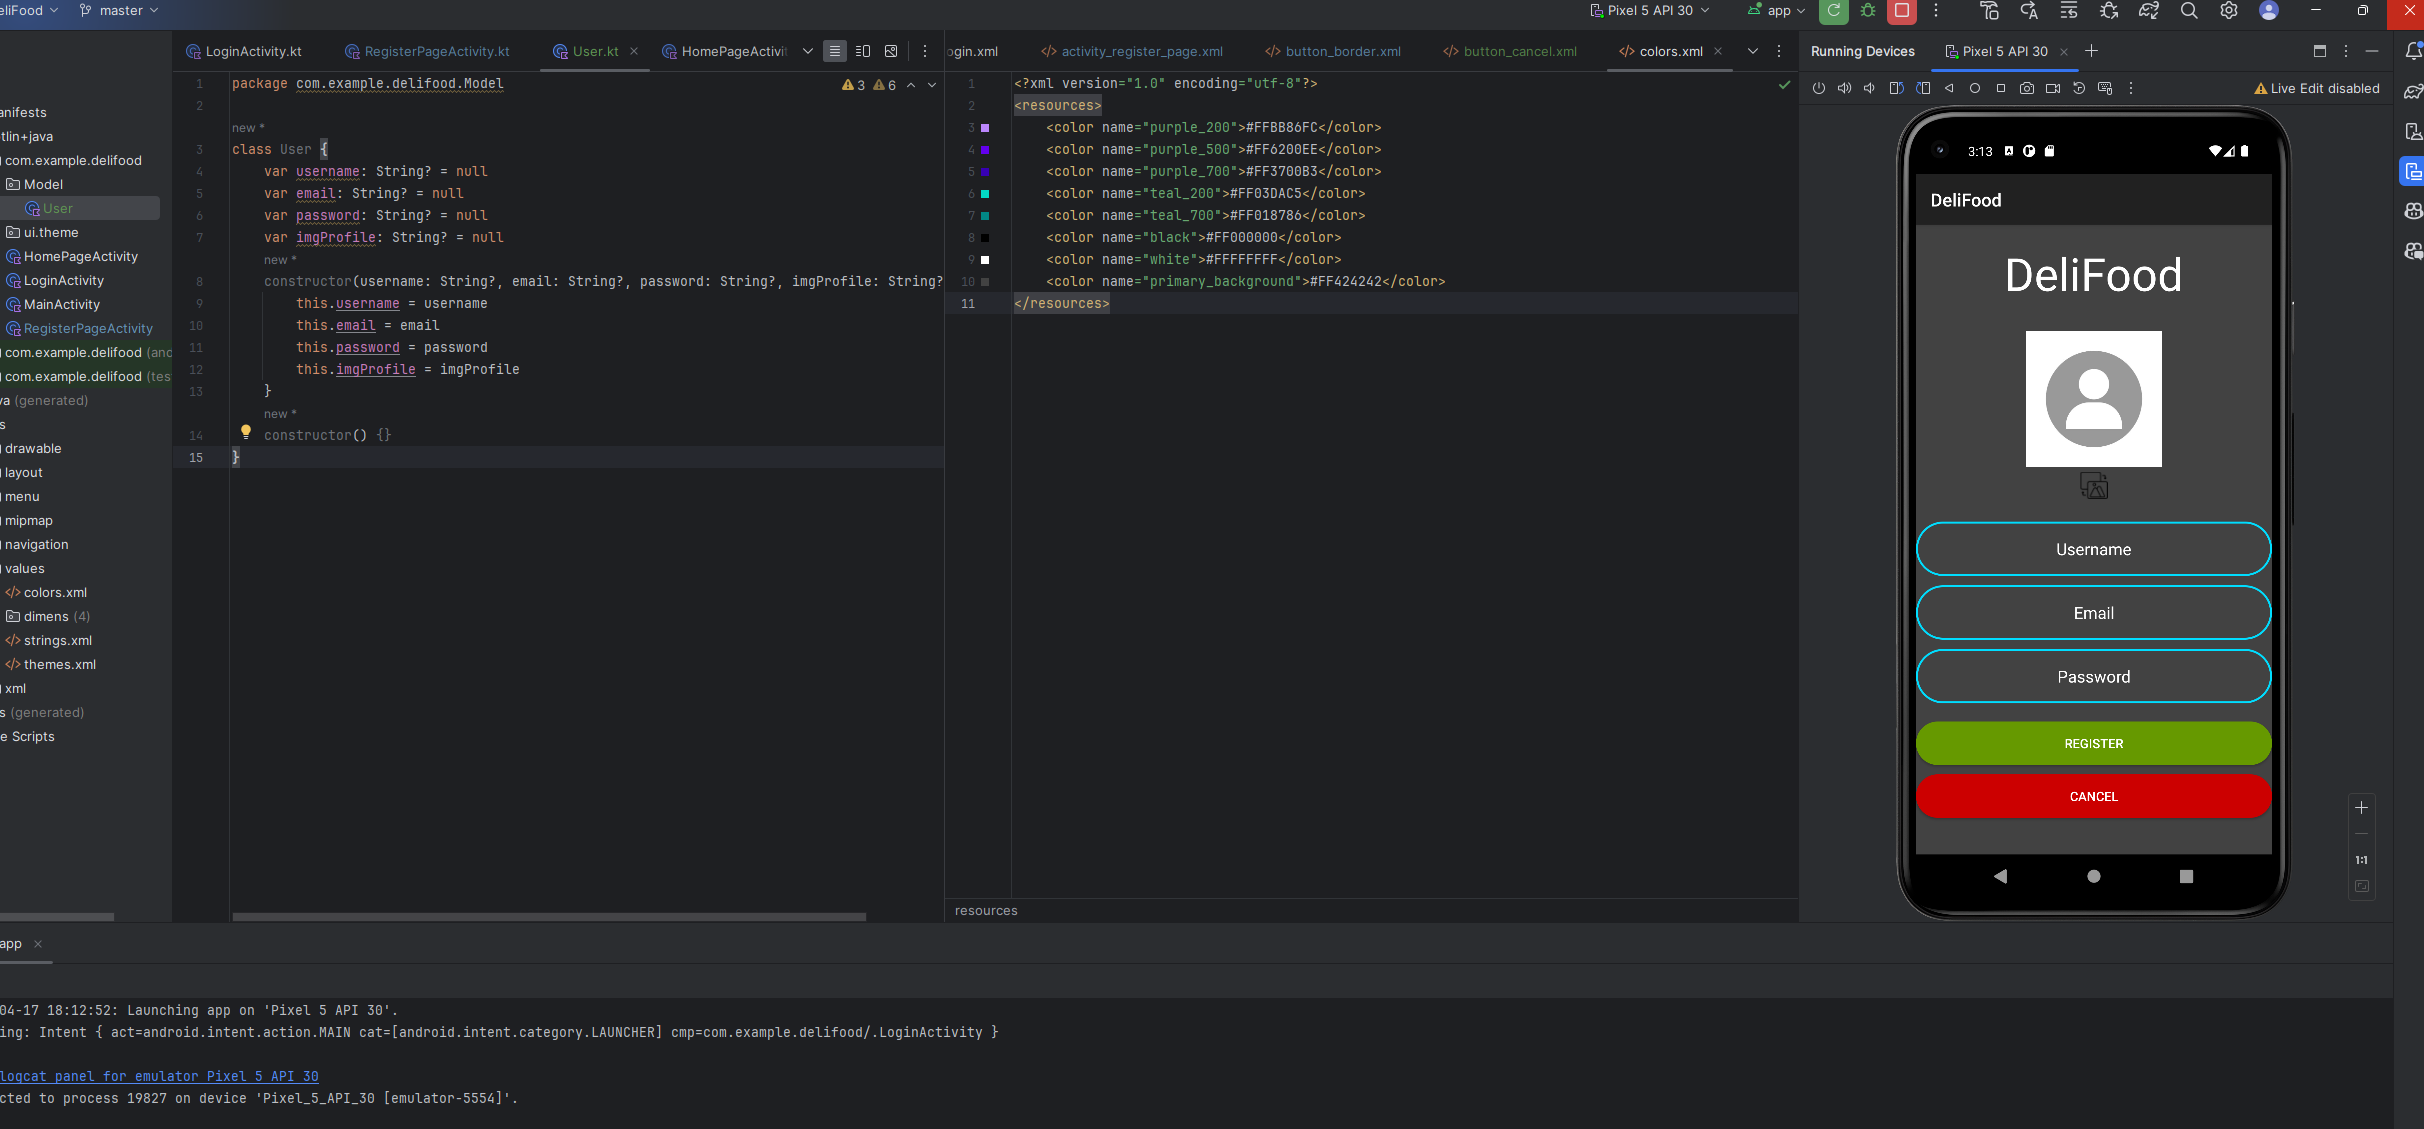 eliFood
master
Pixel 5 API 30
app
LoginActivity.kt
RegisterPageActivity.kt
User.kt
HomePageActivi
ogin.xml
activity_register_page.xml
button_border.xml
button_cancel.xml
colors.xml
Running Devices
Pixel 5 API 30
Live Edit disabled
anifests
tlin+java
com.example.delifood
Model
User
ui.theme
HomePageActivity
LoginActivity
MainActivity
RegisterPageActivity
com.example.delifood (and
com.example.delifood (tes
va (generated)
s
drawable
layout
menu
mipmap
navigation
values
colors.xml
dimens (4)
strings.xml
themes.xml
xml
s (generated)
e Scripts
3 6
1 package com.example.delifood.Model
2
new *
3 class User {
4 var username: String? = null
5 var email: String? = null
6 var password: String? = null
7 var imgProfile: String? = null
new *
8 constructor(username: String?, email: String?, password: String?, imgProfile: String?
9 this.username = username
10 this.email = email
11 this.password = password
12 this.imgProfile = imgProfile
13 }
new *
14 constructor() {}
15 }
1 <?xml version="1.0" encoding="utf-8"?>
2 <resources>
3 <color name="purple_200">#FFBB86FC</color>
4 <color name="purple_500">#FF6200EE</color>
5 <color name="purple_700">#FF3700B3</color>
6 <color name="teal_200">#FF03DAC5</color>
7 <color name="teal_700">#FF018786</color>
8 <color name="black">#FF000000</color>
9 <color name="white">#FFFFFFFF</color>
10 <color name="primary_background">#FF424242</color>
11 </resources>
resources
3:13
DeliFood
DeliFood
Username
Email
Password
REGISTER
CANCEL
1:1
app
04-17 18:12:52: Launching app on 'Pixel 5 API 30'.
ing: Intent { act=android.intent.action.MAIN cat=[android.intent.category.LAUNCHER] cmp=com.example.delifood/.LoginActivity }
logcat panel for emulator Pixel 5 API 30
cted to process 19827 on device 'Pixel_5_API_30 [emulator-5554]'.